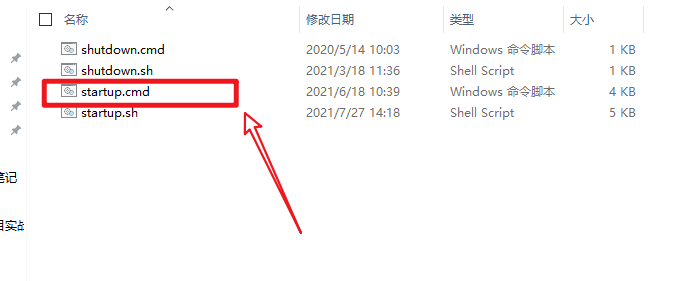 名称 修改日期 类型 大小
shutdown.cmd 2020/5/14 10:03 Windows 命令脚本 1 KB
shutdown.sh 2021/3/18 11:36 Shell Script 1 KB
startup.cmd 2021/6/18 10:39 Windows 命令脚本 4 KB
startup.sh 2021/7/27 14:18 Shell Script 5 KB
笔记
目实战